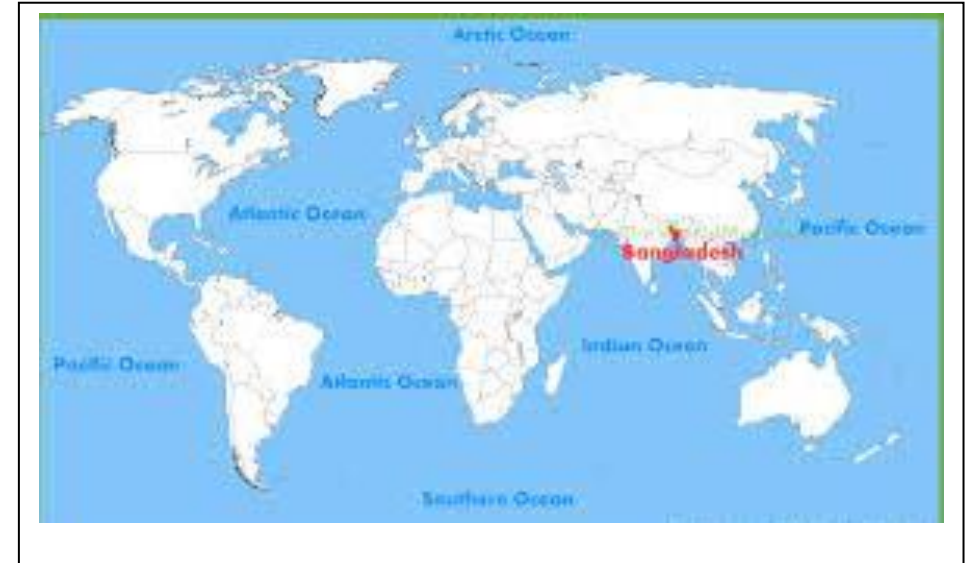 Arctic Ocean
Atlantic Ocean
Pacific Ocean
Bangladesh
Indian Ocean
Pacific Ocean
Atlantic Ocean
Southern Ocean